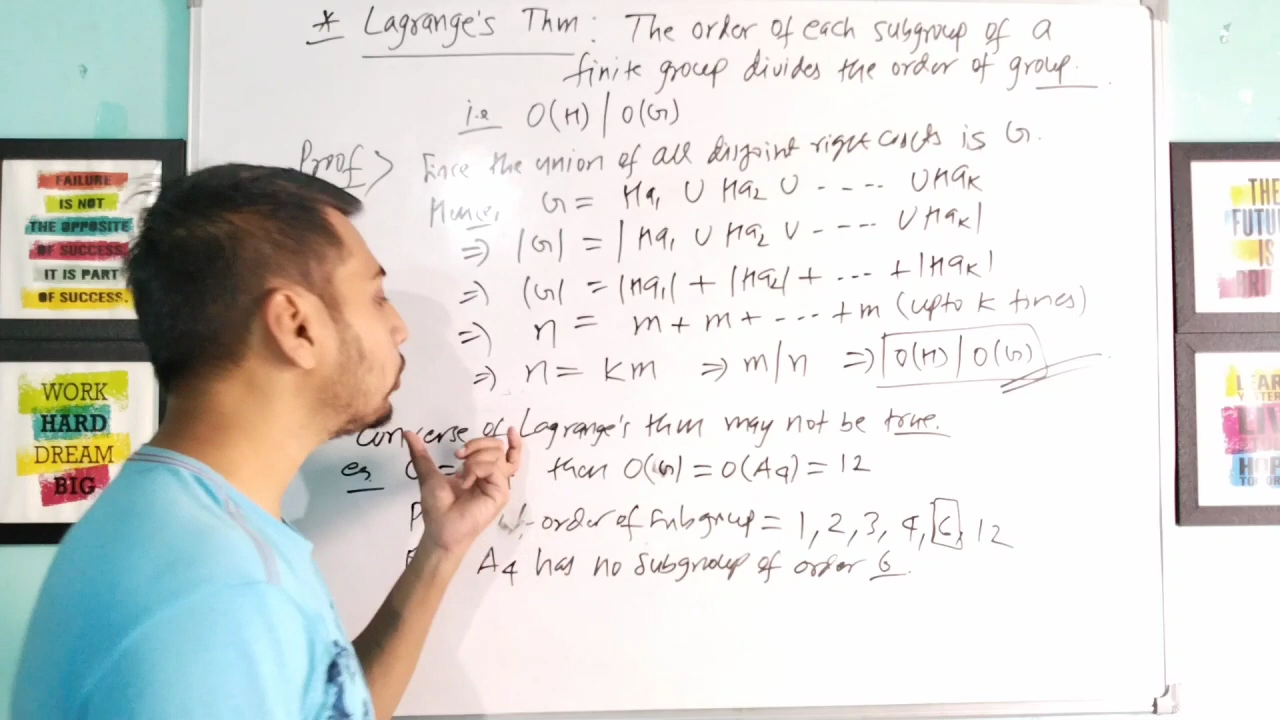 * Lagrange's Thm: The order of each subgroup of a
finite group divides the order of group.
i.e O(H) | O(G)
Proof > Since the union of all disjoint right cosets is G.
Hence, G = Ha₁ ∪ Ha₂ ∪ ---- ∪ Haₖ
⇒ |G| = | Ha₁ ∪ Ha₂ ∪ ---- ∪ Haₖ|
⇒ |G| = |Ha₁| + |Ha₂| + --- + |Haₖ|
⇒ n = m + m + --- + m (upto k times)
⇒ n = km ⇒ m/n ⇒ O(H) | O(G)
Converse of Lagrange's thm may not be true.
eg. then O(G) = O(A₄) = 12
order of subgroup = 1, 2, 3, 4, 6, 12
A₄ has no subgroup of order 6.
FAILURE
IS NOT
THE OPPOSITE
OF SUCCESS
IT IS PART
OF SUCCESS.
WORK
HARD
DREAM
BIG
THE
FUTU
IS